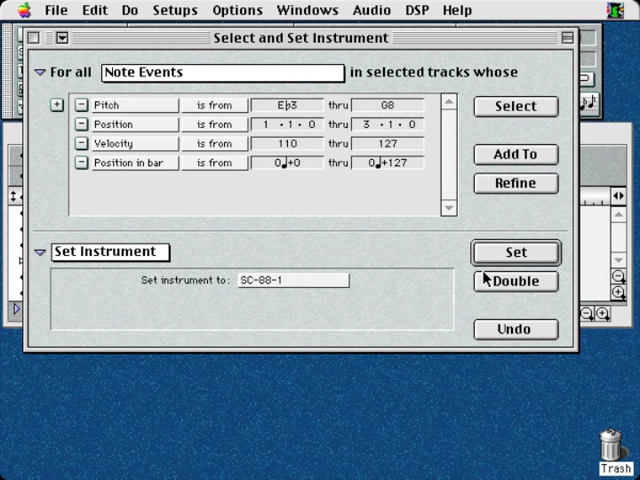 File Edit Do Setups Options Windows Audio DSP Help
Select and Set Instrument
For all Note Events in selected tracks whose
Pitch is from E♭3 thru G8 Select
Position is from 1 ·1·0 thru 3 ·1·0
Velocity is from 110 thru 127 Add To
Position in bar is from 0♩+0 thru 0♩+127
Refine
Set Instrument Set
Set instrument to: SC-88-1 Double
Undo
Trash